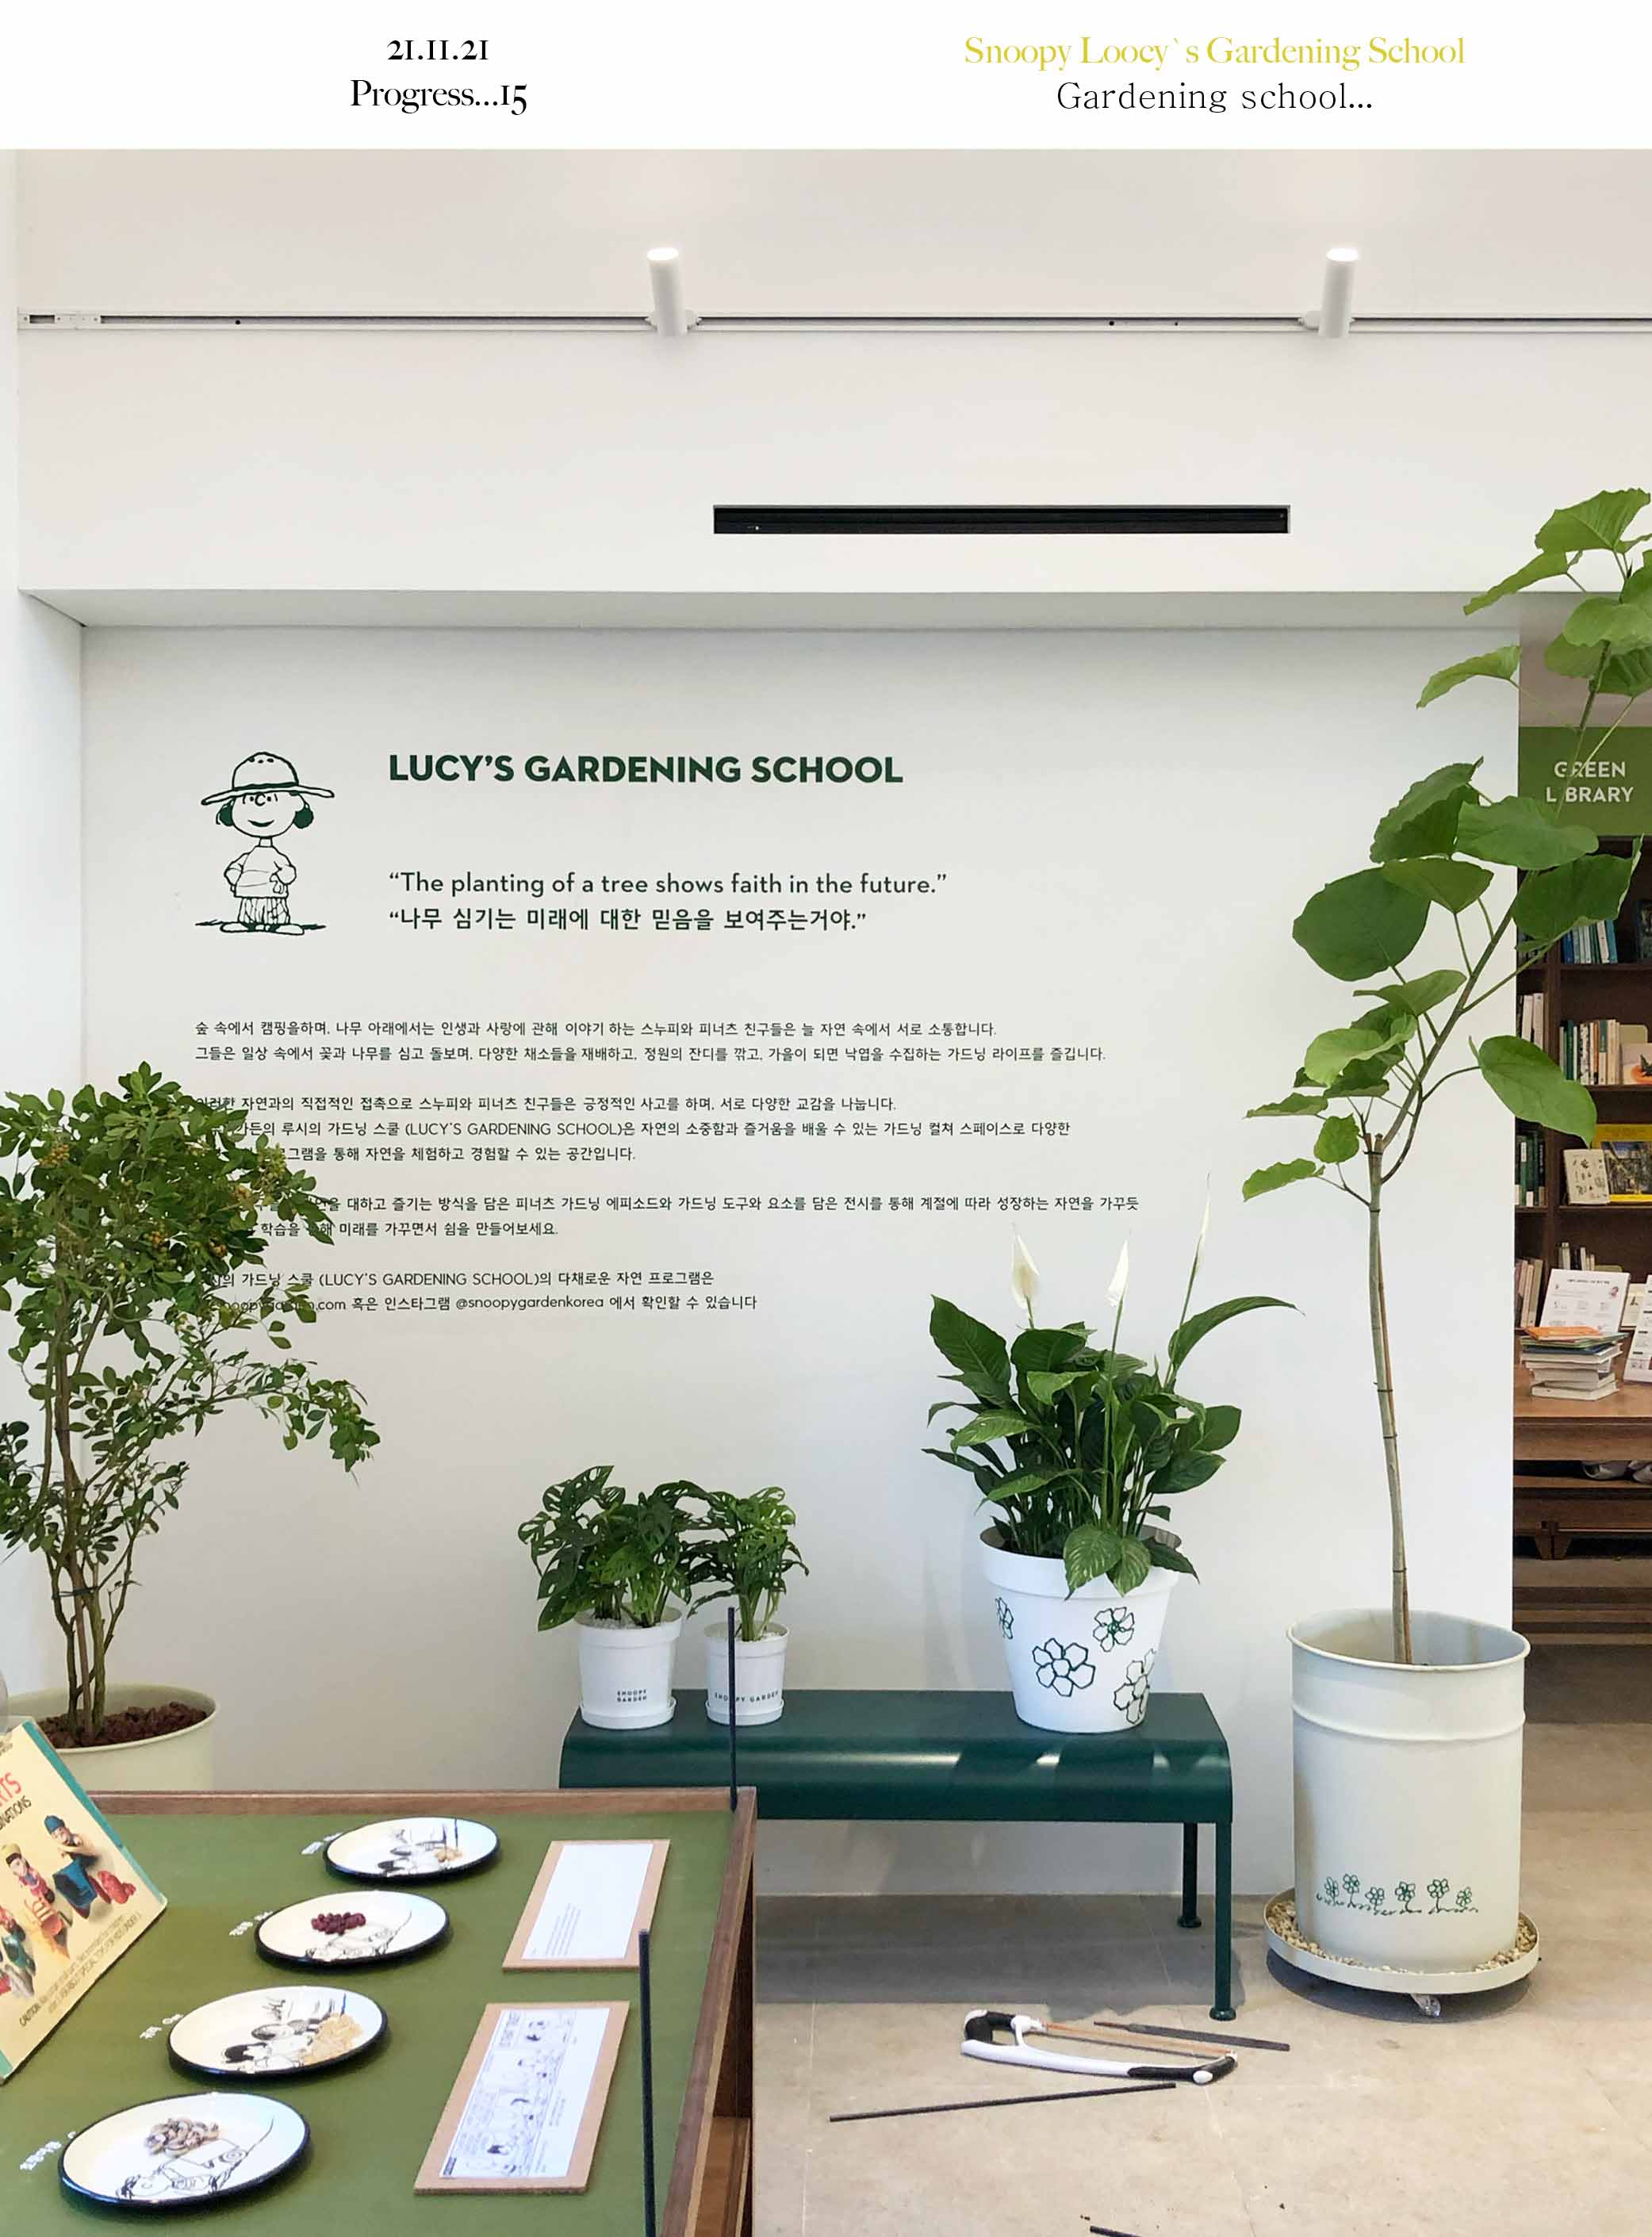 21.11.21
Progress...15
Snoopy Loocy`s Gardening School
Gardening school...
LUCY’S GARDENING SCHOOL
“The planting of a tree shows faith in the future.”
“나무 심기는 미래에 대한 믿음을 보여주는거야.”
숲 속에서 캠핑을하며, 나무 아래에서는 인생과 사랑에 관해 이야기 하는 스누피와 피너츠 친구들은 늘 자연 속에서 서로 소통합니다.
그들은 일상 속에서 꽃과 나무를 심고 돌보며, 다양한 채소들을 재배하고, 정원의 잔디를 깎고, 가을이 되면 낙엽을 수집하는 가드닝 라이프를 즐깁니다.
자연과의 직접적인 접촉으로 스누피와 피너츠 친구들은 긍정적인 사고를 하며, 서로 다양한 교감을 나눕니다.
루시의 가드닝 스쿨 (LUCY'S GARDENING SCHOOL)은 자연의 소중함과 즐거움을 배울 수 있는 가드닝 컬쳐 스페이스로 다양한
통해 자연을 체험하고 경험할 수 있는 공간입니다.
대하고 즐기는 방식을 담은 피너츠 가드닝 에피소드와 가드닝 도구와 요소를 담은 전시를 통해 계절에 따라 성장하는 자연을 가꾸듯
학습을 통해 미래를 가꾸면서 쉼을 만들어보세요.
가드닝 스쿨 (LUCY'S GARDENING SCHOOL)의 다채로운 자연 프로그램은
혹은 인스타그램 @snoopygardenkorea 에서 확인할 수 있습니다
GREEN
LIBRARY
SNOOPY
GARDEN
SNOOPY GARDEN